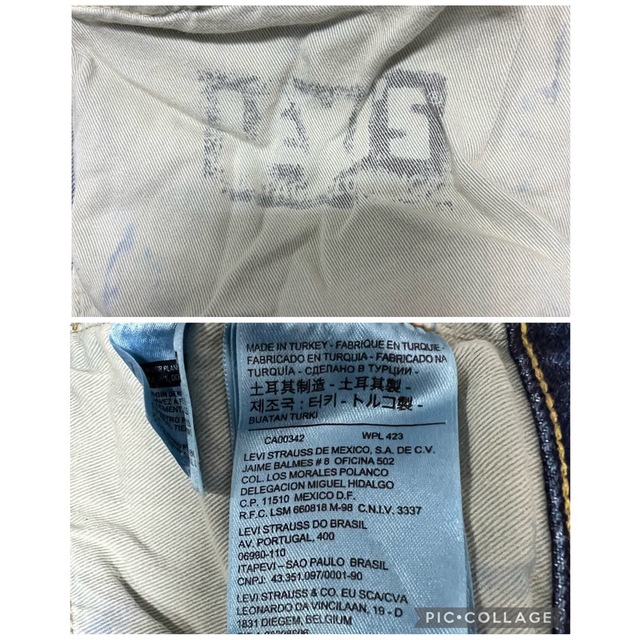 MADE IN TURKEY - FABRIQUE EN TURQUIE -
FABRICADO EN TURQUIA - FABRICADO NA
TURQUÍA - СДЕЛАНО В ТУРЦИИ -
土耳其制造 - 土耳其製 -
제조국 : 터키 - トルコ製 -
BUATAN TURKI
CA00342 WPL 423
LEVI STRAUSS DE MEXICO, S.A. DE C.V.
JAIME BALMES # 8 OFICINA 502
COL. LOS MORALES POLANCO
DELEGACION MIGUEL HIDALGO
C.P. 11510 MEXICO D.F.
R.F.C. LSM 660818 M-98 C.N.I.V. 3337
LEVI STRAUSS DO BRASIL
AV. PORTUGAL, 400
06690-110
ITAPEVI – SAO PAULO BRASIL
CNPJ: 43.351.097/0001-90
LEVI STRAUSS & CO. EU SCA/CVA
LEONARDO DA VINCILAAN, 19 - D
1831 DIEGEM, BELGIUM
PIC•COLLAGE